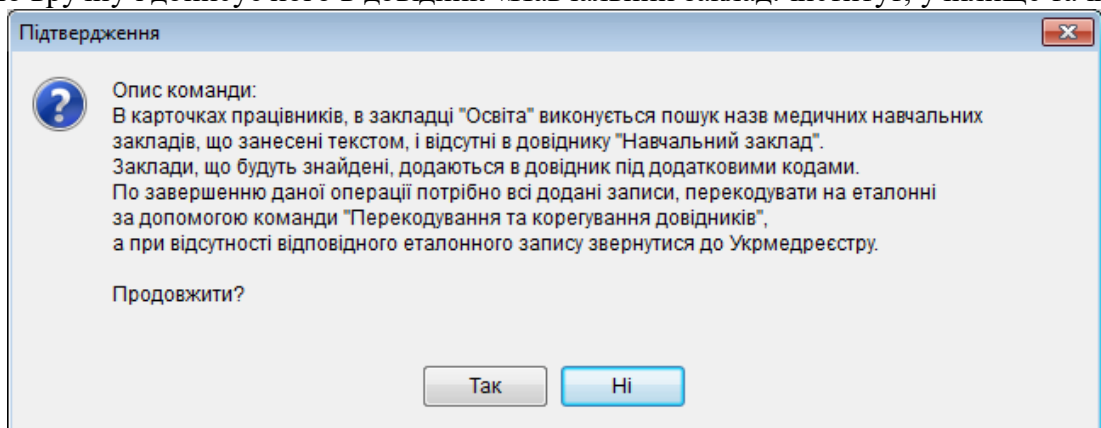 Підтвердження
Опис команди:
В карточках працівників, в закладці "Освіта" виконується пошук назв медичних навчальних
закладів, що занесені текстом, і відсутні в довіднику "Навчальний заклад".
Заклади, що будуть знайдені, додаються в довідник під додатковими кодами.
По завершенню даної операції потрібно всі додані записи, перекодувати на еталонні
за допомогою команди "Перекодування та корегування довідників",
а при відсутності відповідного еталонного запису звернутися до Укрмедреєстру.
Продовжити?
Так
Ні